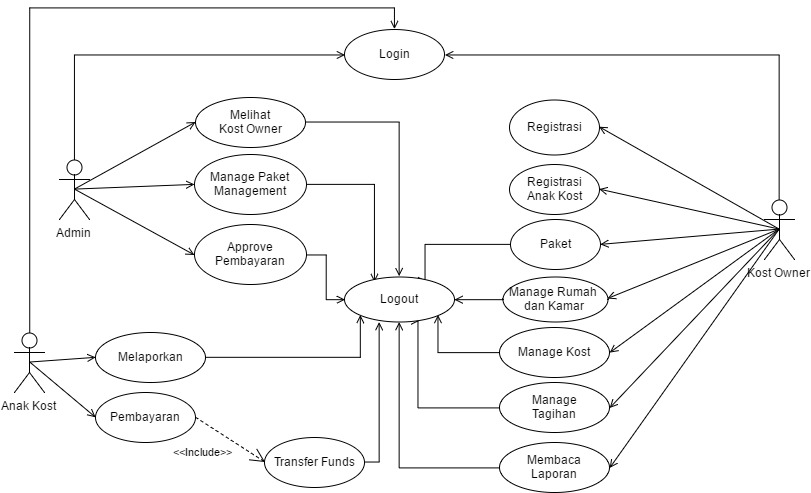 Login
Melihat
Kost Owner
Registrasi
Manage Paket
Management
Registrasi
Anak Kost
Admin
Approve
Pembayaran
Paket
Kost Owner
Logout
Manage Rumah
dan Kamar
Melaporkan
Manage Kost
Anak Kost
Pembayaran
Manage
Tagihan
<<Include>>
Transfer Funds
Membaca
Laporan